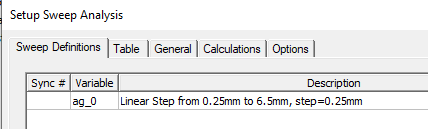 Setup Sweep Analysis
Sweep Definitions Table General Calculations Options
Sync # Variable Description
ag_0 Linear Step from 0.25mm to 6.5mm, step=0.25mm